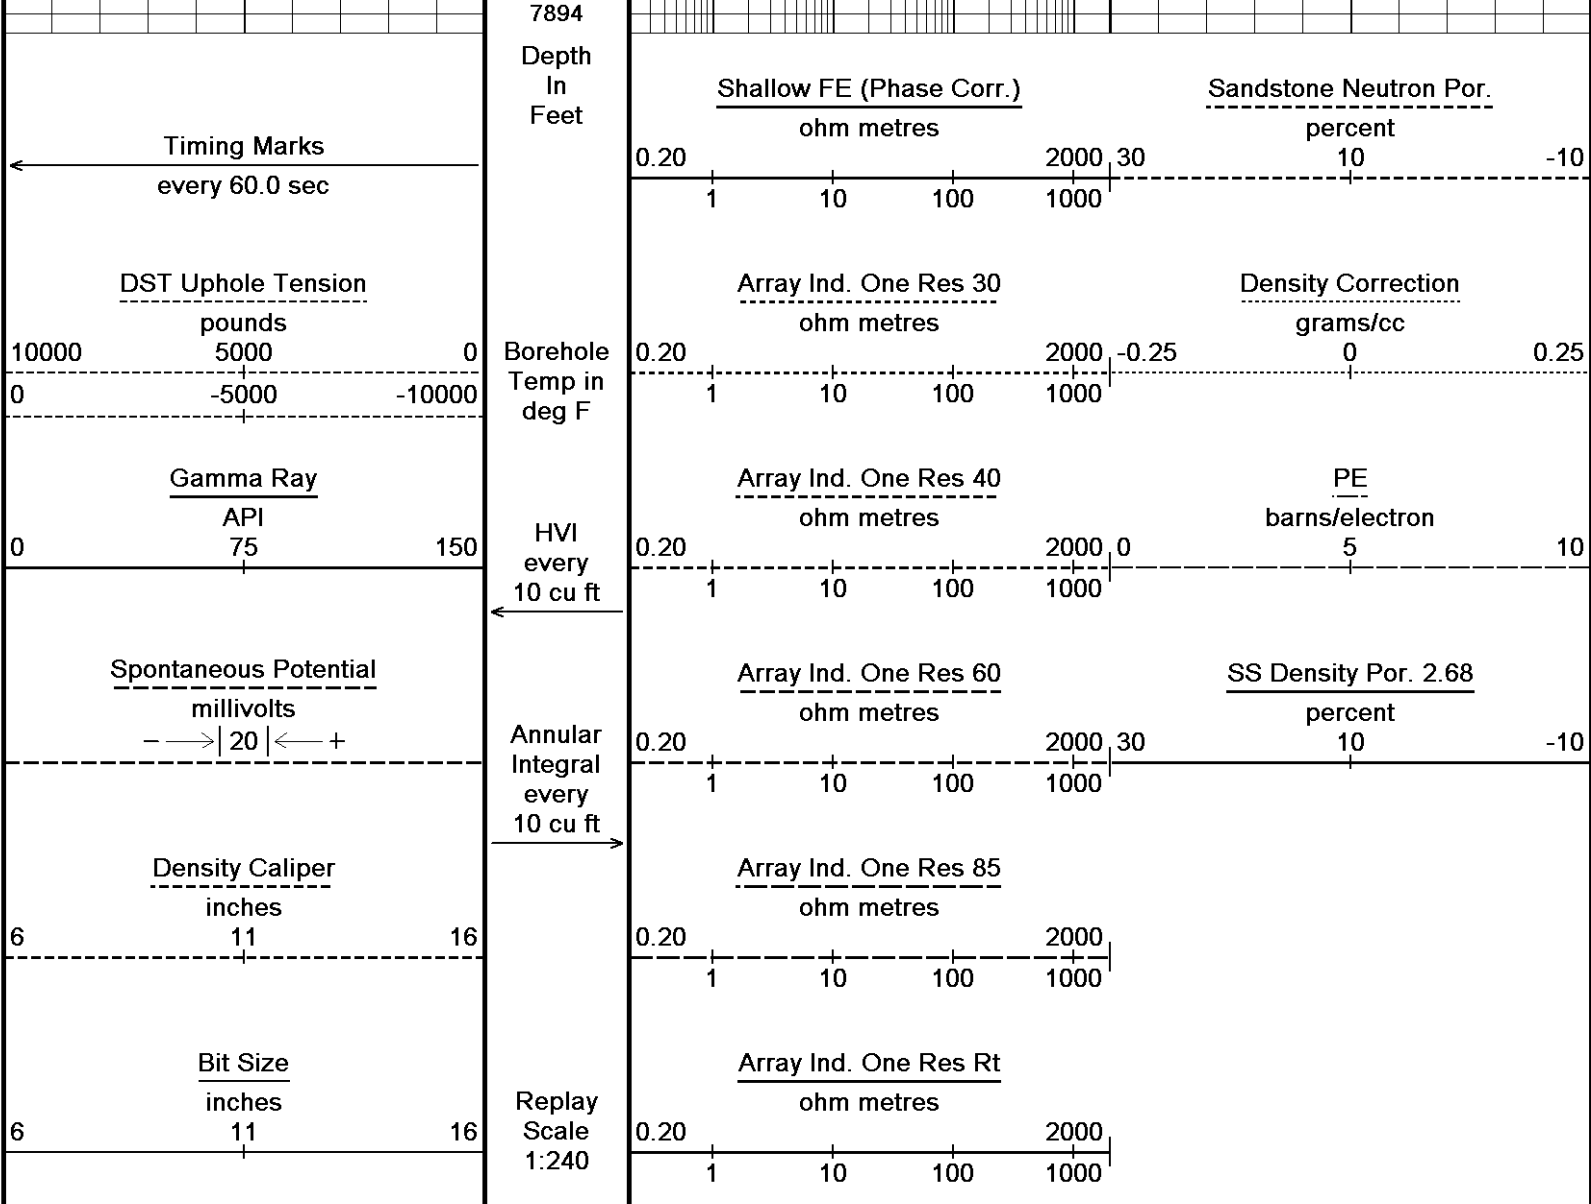 7894
Depth
In
Feet
Timing Marks
every 60.0 sec
DST Uphole Tension
pounds
10000 5000 0
0 -5000 -10000
Gamma Ray
API
0 75 150
Spontaneous Potential
millivolts
− 20 +
Density Caliper
inches
6 11 16
Bit Size
inches
6 11 16
Borehole
Temp in
deg F
HVI
every
10 cu ft
Annular
Integral
every
10 cu ft
Replay
Scale
1:240
Shallow FE (Phase Corr.)
ohm metres
0.20 2000
1 10 100 1000
Array Ind. One Res 30
ohm metres
0.20 2000
1 10 100 1000
Array Ind. One Res 40
ohm metres
0.20 2000
1 10 100 1000
Array Ind. One Res 60
ohm metres
0.20 2000
1 10 100 1000
Array Ind. One Res 85
ohm metres
0.20 2000
1 10 100 1000
Array Ind. One Res Rt
ohm metres
0.20 2000
1 10 100 1000
Sandstone Neutron Por.
percent
30 10 -10
Density Correction
grams/cc
-0.25 0 0.25
PE
barns/electron
0 5 10
SS Density Por. 2.68
percent
30 10 -10